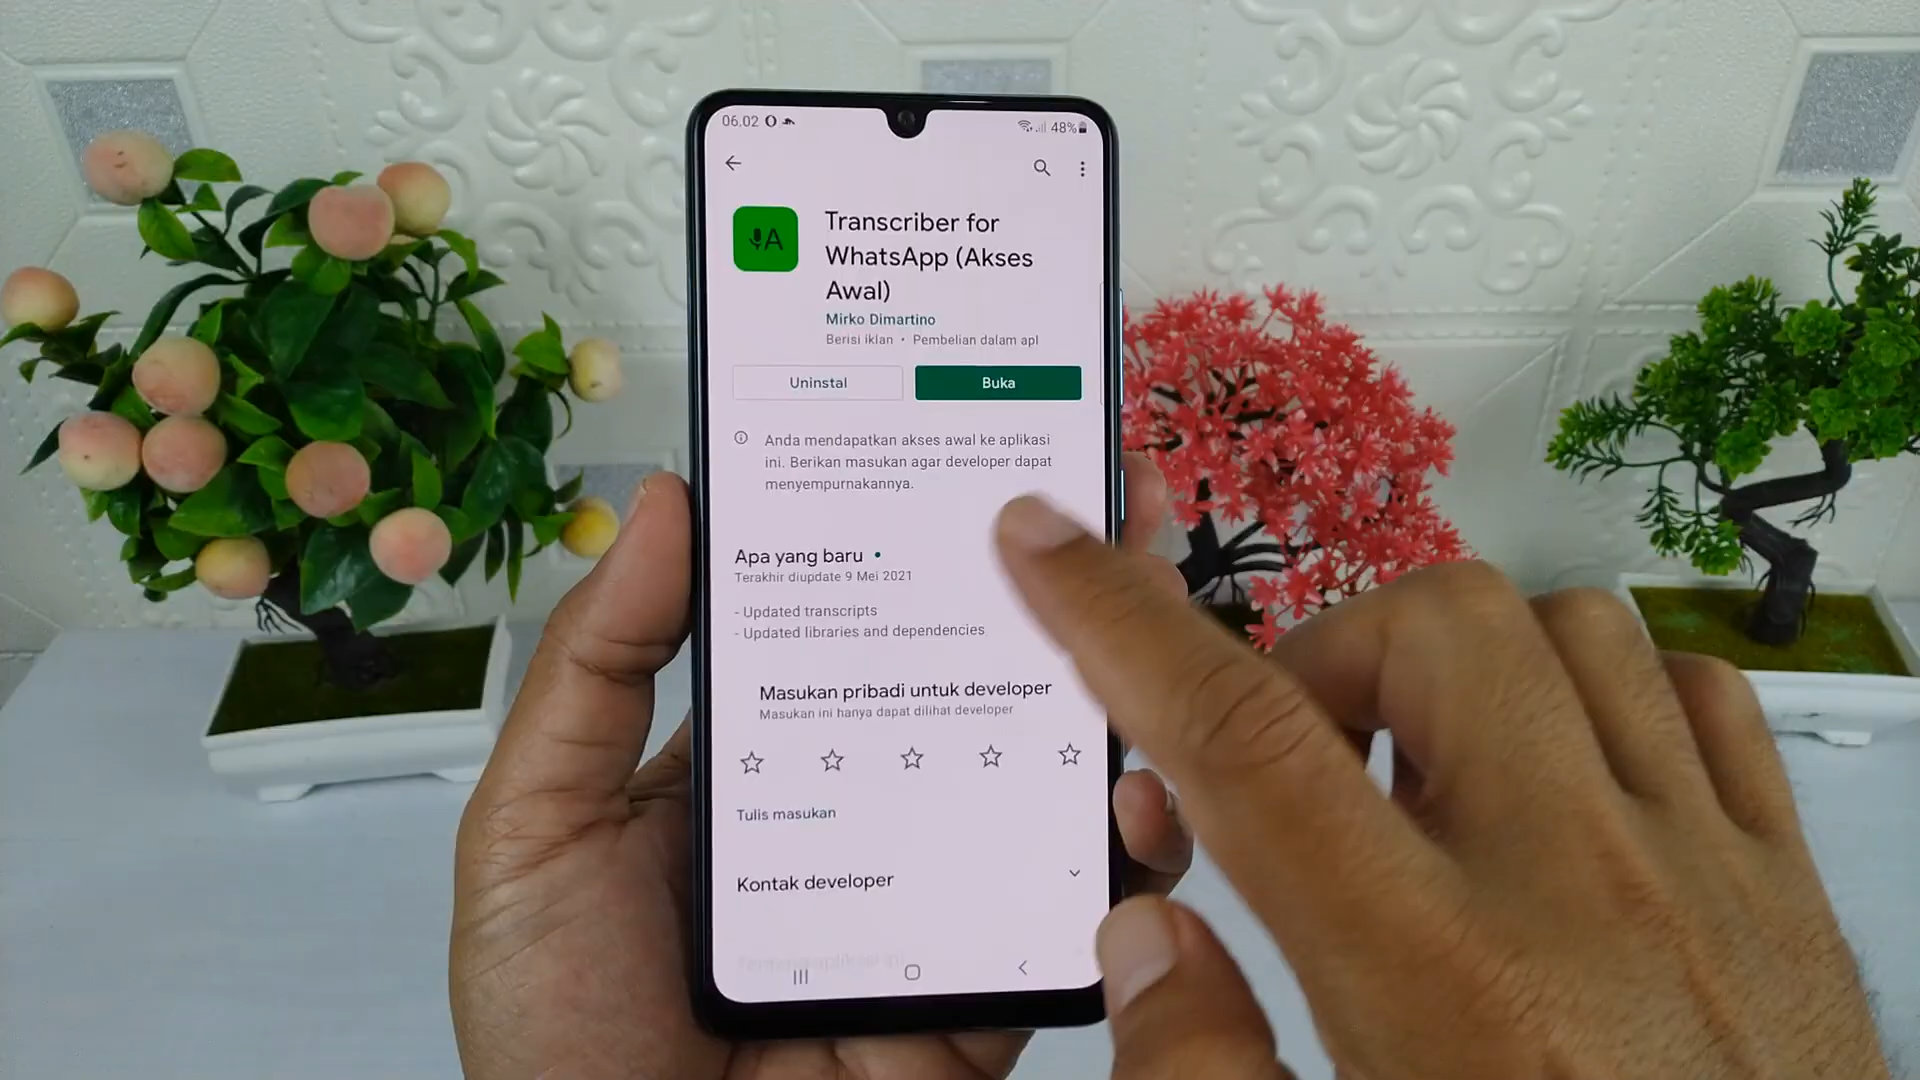 06.02
48%
A
Transcriber for
WhatsApp (Akses
Awal)
Mirko Dimartino
Berisi iklan • Pembelian dalam apl
Uninstal
Buka
Anda mendapatkan akses awal ke aplikasi
ini. Berikan masukan agar developer dapat
menyempurnakannya.
Apa yang baru •
Terakhir diupdate 9 Mei 2021
- Updated transcripts
- Updated libraries and dependencies
Masukan pribadi untuk developer
Masukan ini hanya dapat dilihat developer
Tulis masukan
Kontak developer
Tentang aplikasi ini